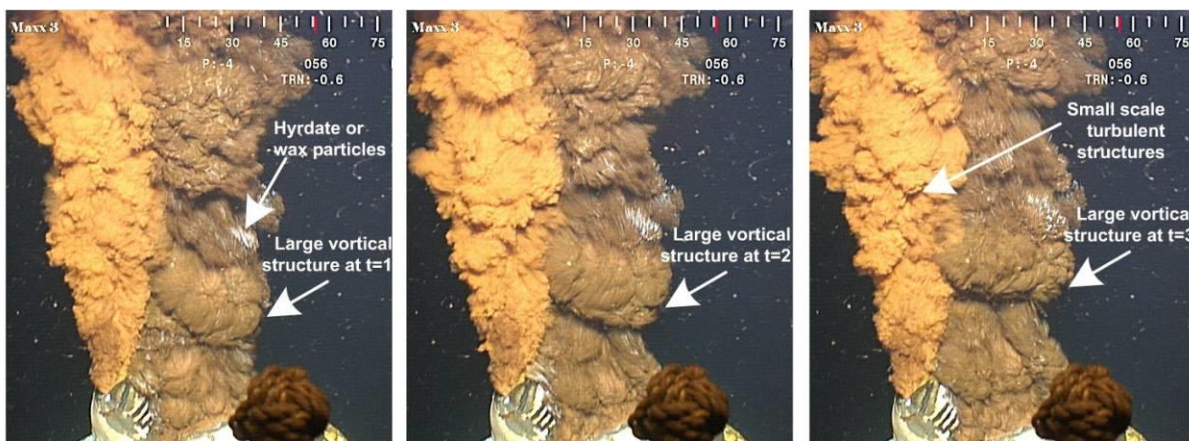 Maxx 3
15 30 45 60 75
P:-4 056
TRN:-0.6
Hyrdate or
wax particles
Large vortical
structure at t=1
Maxx 3
15 30 45 60 75
P:-4 056
TRN:-0.6
Large vortical
structure at t=2
Maxx 3
15 30 45 60 75
P:-4 056
TRN:-0.6
Small scale
turbulent
structures
Large vortical
structure at t=3